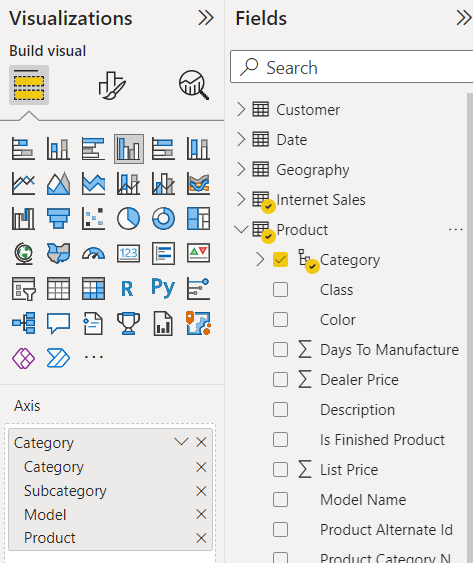 Visualizations
Build visual
123
R
Py
Axis
Category
Category
Subcategory
Model
Product
Fields
Search
Customer
Date
Geography
Internet Sales
Product
Category
Class
Color
Days To Manufacture
Dealer Price
Description
Is Finished Product
List Price
Model Name
Product Alternate Id
Product Category N